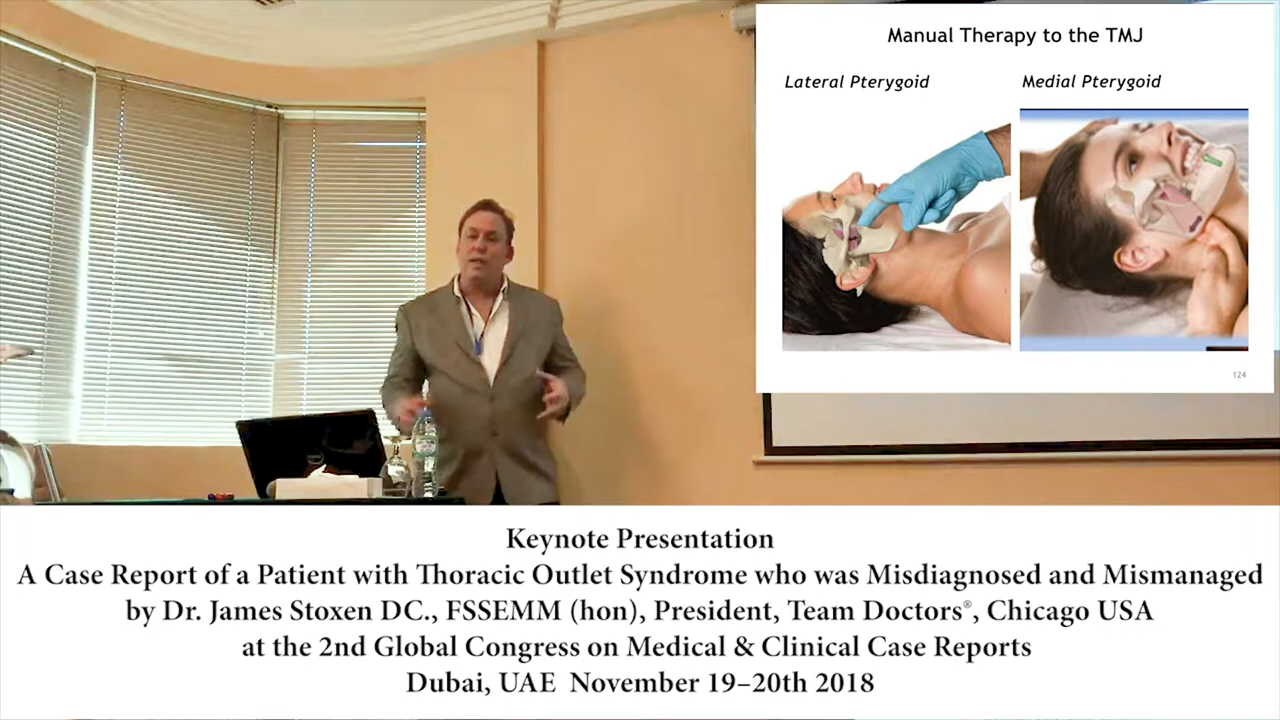 Manual Therapy to the TMJ
Lateral Pterygoid
Medial Pterygoid
124
Keynote Presentation
A Case Report of a Patient with Thoracic Outlet Syndrome who was Misdiagnosed and Mismanaged
by Dr. James Stoxen DC., FSSEMM (hon), President, Team Doctors®, Chicago USA
at the 2nd Global Congress on Medical & Clinical Case Reports
Dubai, UAE  November 19–20th 2018